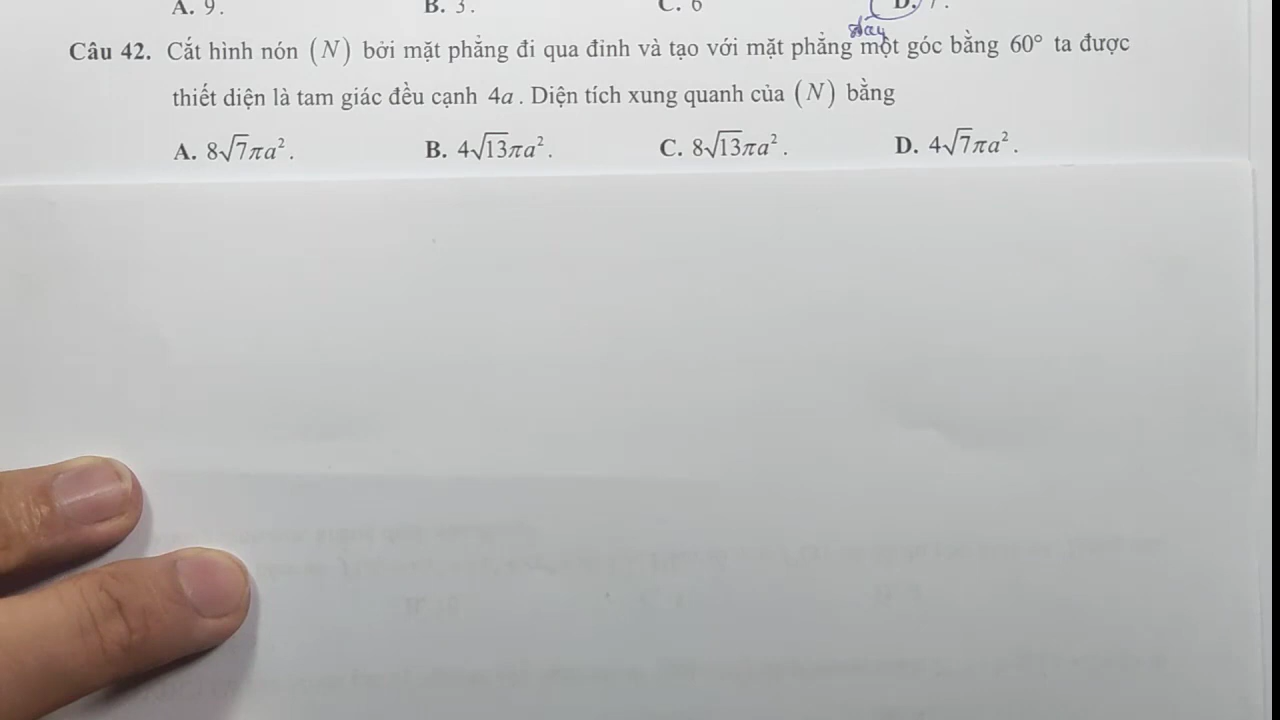 A. 9. B. 3. C. 6 D. 7.
đáy
Câu 42. Cắt hình nón (N) bởi mặt phẳng đi qua đỉnh và tạo với mặt phẳng một góc bằng 60° ta được
thiết diện là tam giác đều cạnh 4a. Diện tích xung quanh của (N) bằng
A. 8√7πa². B. 4√13πa². C. 8√13πa². D. 4√7πa².